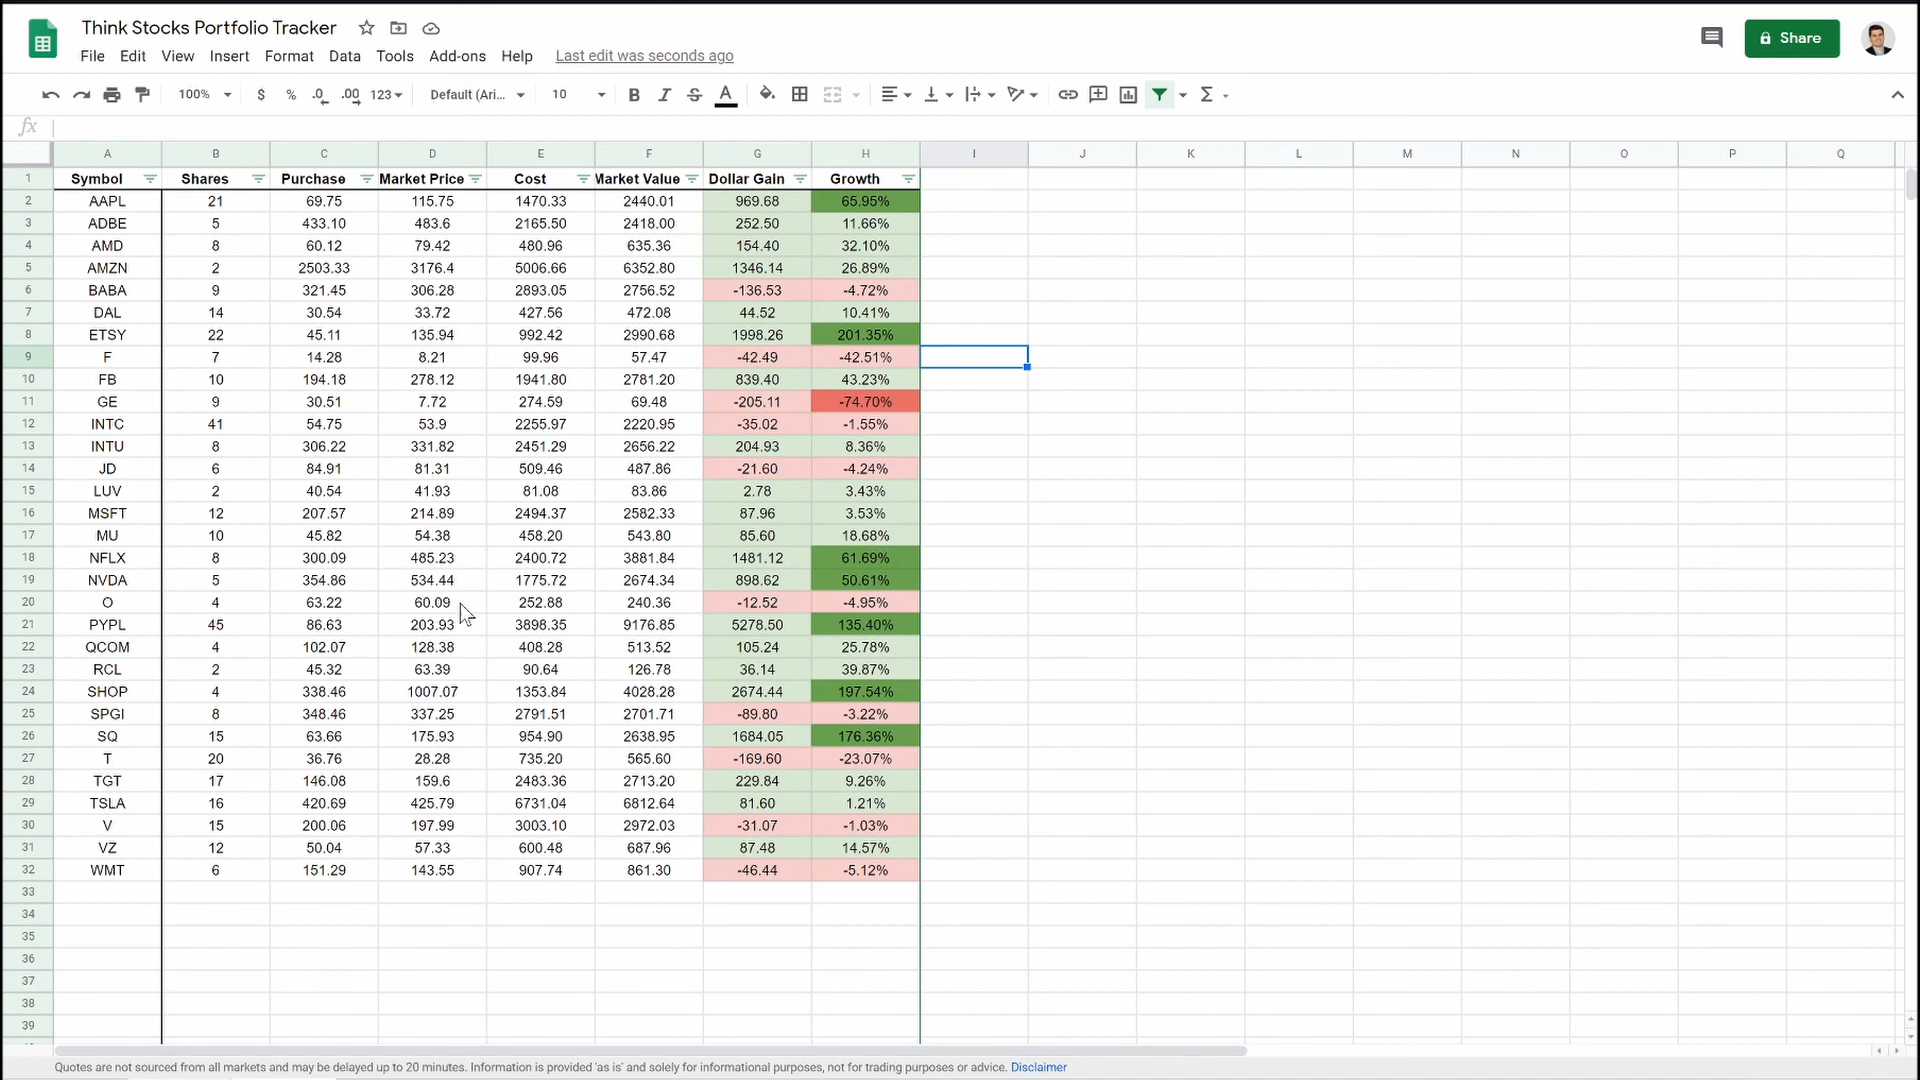 Think Stocks Portfolio Tracker
File Edit View Insert Format Data Tools Add-ons Help Last edit was seconds ago
Share
100% $ % .0 .00 123 Default (Ari... 10 B I S A Σ
fx
A B C D E F G H I J K L M N O P Q
1 Symbol Shares Purchase Market Price Cost Market Value Dollar Gain Growth
2 AAPL 21 69.75 115.75 1470.33 2440.01 969.68 65.95%
3 ADBE 5 433.10 483.6 2165.50 2418.00 252.50 11.66%
4 AMD 8 60.12 79.42 480.96 635.36 154.40 32.10%
5 AMZN 2 2503.33 3176.4 5006.66 6352.80 1346.14 26.89%
6 BABA 9 321.45 306.28 2893.05 2756.52 -136.53 -4.72%
7 DAL 14 30.54 33.72 427.56 472.08 44.52 10.41%
8 ETSY 22 45.11 135.94 992.42 2990.68 1998.26 201.35%
9 F 7 14.28 8.21 99.96 57.47 -42.49 -42.51%
10 FB 10 194.18 278.12 1941.80 2781.20 839.40 43.23%
11 GE 9 30.51 7.72 274.59 69.48 -205.11 -74.70%
12 INTC 41 54.75 53.9 2255.97 2220.95 -35.02 -1.55%
13 INTU 8 306.22 331.82 2451.29 2656.22 204.93 8.36%
14 JD 6 84.91 81.31 509.46 487.86 -21.60 -4.24%
15 LUV 2 40.54 41.93 81.08 83.86 2.78 3.43%
16 MSFT 12 207.57 214.89 2494.37 2582.33 87.96 3.53%
17 MU 10 45.82 54.38 458.20 543.80 85.60 18.68%
18 NFLX 8 300.09 485.23 2400.72 3881.84 1481.12 61.69%
19 NVDA 5 354.86 534.44 1775.72 2674.34 898.62 50.61%
20 O 4 63.22 60.09 252.88 240.36 -12.52 -4.95%
21 PYPL 45 86.63 203.93 3898.35 9176.85 5278.50 135.40%
22 QCOM 4 102.07 128.38 408.28 513.52 105.24 25.78%
23 RCL 2 45.32 63.39 90.64 126.78 36.14 39.87%
24 SHOP 4 338.46 1007.07 1353.84 4028.28 2674.44 197.54%
25 SPGI 8 348.46 337.25 2791.51 2701.71 -89.80 -3.22%
26 SQ 15 63.66 175.93 954.90 2638.95 1684.05 176.36%
27 T 20 36.76 28.28 735.20 565.60 -169.60 -23.07%
28 TGT 17 146.08 159.6 2483.36 2713.20 229.84 9.26%
29 TSLA 16 420.69 425.79 6731.04 6812.64 81.60 1.21%
30 V 15 200.06 197.99 3003.10 2972.03 -31.07 -1.03%
31 VZ 12 50.04 57.33 600.48 687.96 87.48 14.57%
32 WMT 6 151.29 143.55 907.74 861.30 -46.44 -5.12%
33
34
35
36
37
38
39
Quotes are not sourced from all markets and may be delayed up to 20 minutes. Information is provided 'as is' and solely for informational purposes, not for trading purposes or advice. Disclaimer